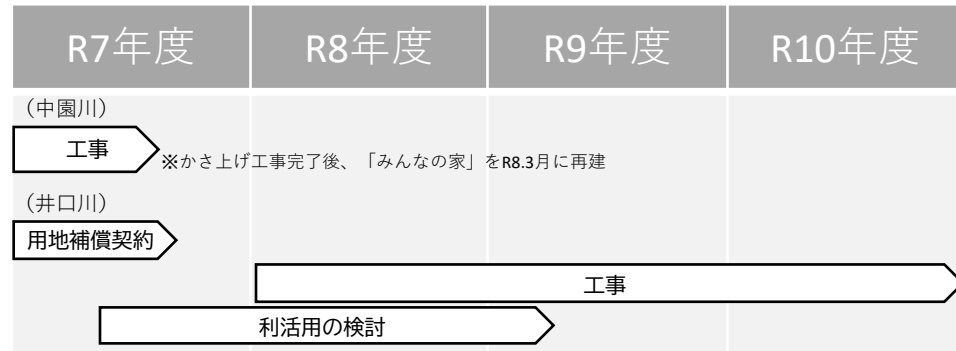 R7年度 R8年度 R9年度 R10年度
（中園川）
工事
※かさ上げ工事完了後、「みんなの家」をR8.3月に再建
（井口川）
用地補償契約
工事
利活用の検討